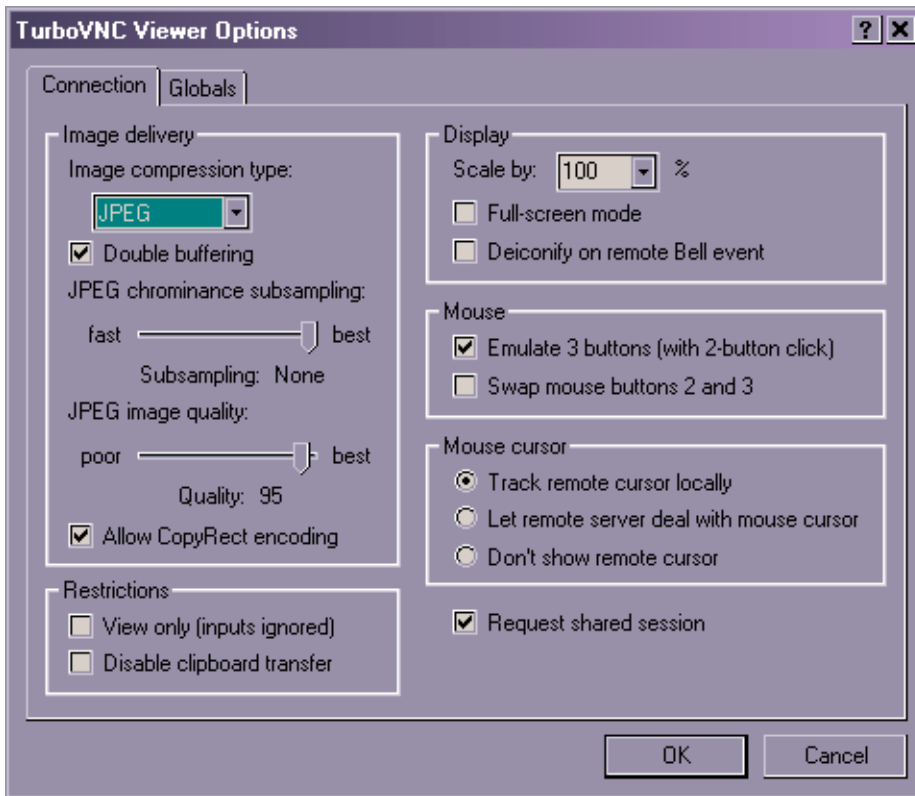 TurboVNC Viewer Options
Connection
Globals
Image delivery
Image compression type:
JPEG
Double buffering
JPEG chrominance subsampling:
fast best
Subsampling: None
JPEG image quality:
poor best
Quality: 95
Allow CopyRect encoding
Restrictions
View only (inputs ignored)
Disable clipboard transfer
Display
Scale by: 100 %
Full-screen mode
Deiconify on remote Bell event
Mouse
Emulate 3 buttons (with 2-button click)
Swap mouse buttons 2 and 3
Mouse cursor
Track remote cursor locally
Let remote server deal with mouse cursor
Don't show remote cursor
Request shared session
OK
Cancel